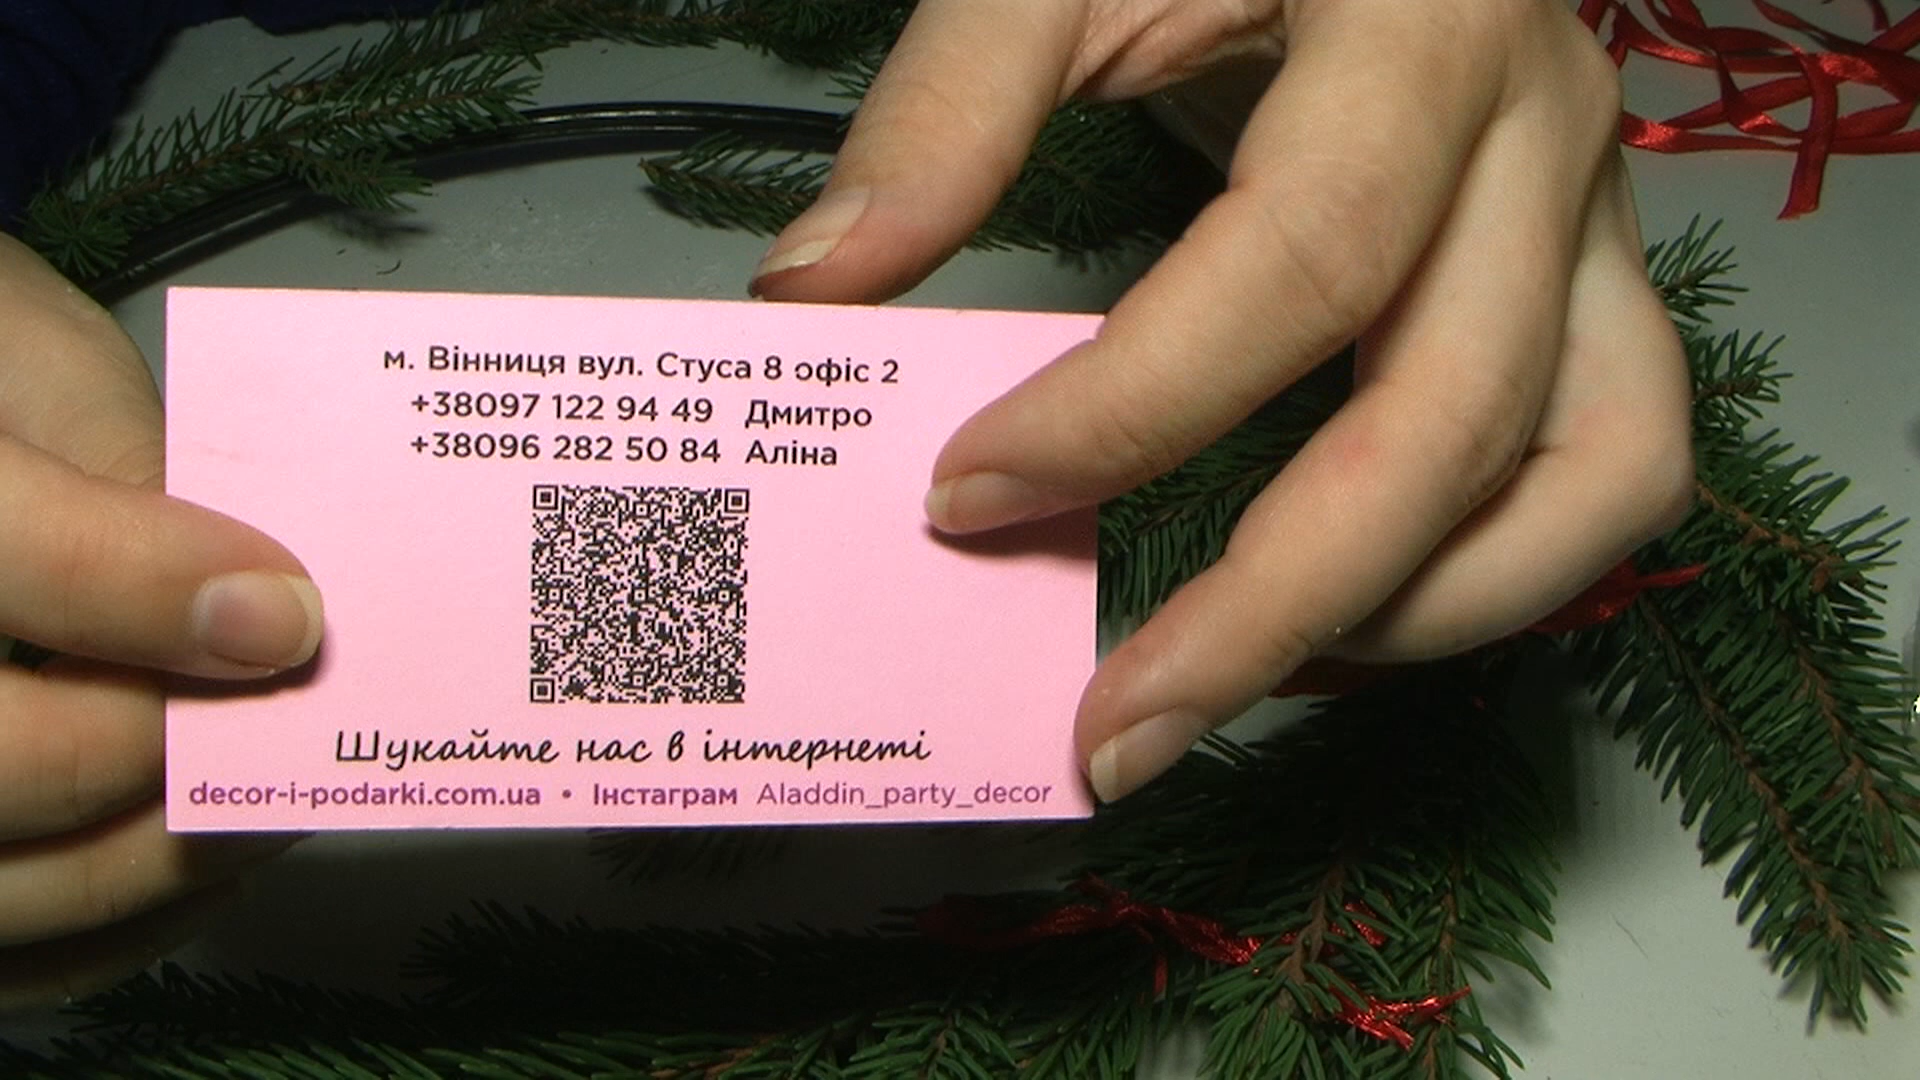 м. Вінниця вул. Стуса 8 офіс 2
+38097 122 94 49 Дмитро
+38096 282 50 84 Аліна
Шукайте нас в інтернеті
decor-i-podarki.com.ua • Інстаграм Aladdin_party_decor